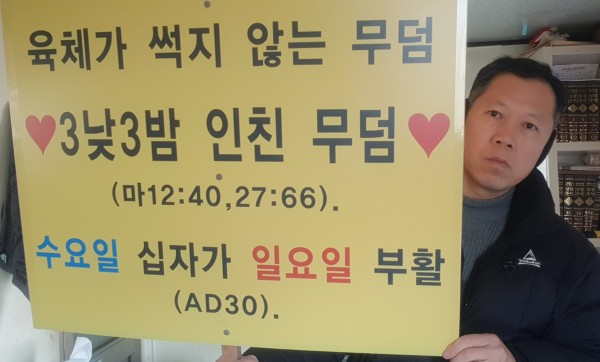 육체가 썩지 않는 무덤
♥3낮3밤 인친 무덤♥
(마12:40,27:66).
수요일 십자가 일요일 부활
(AD30).